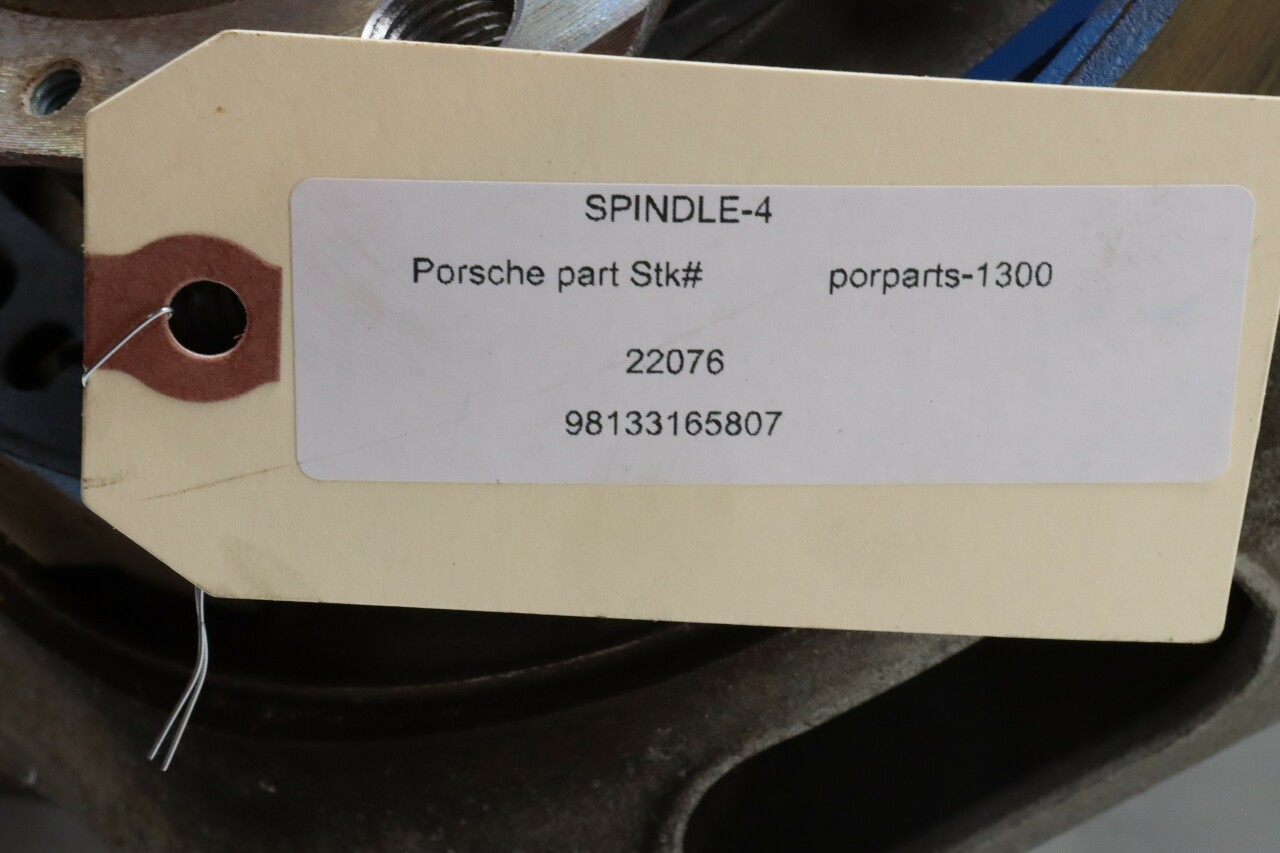 SPINDLE-4
Porsche part Stk# porparts-1300
22076
98133165807